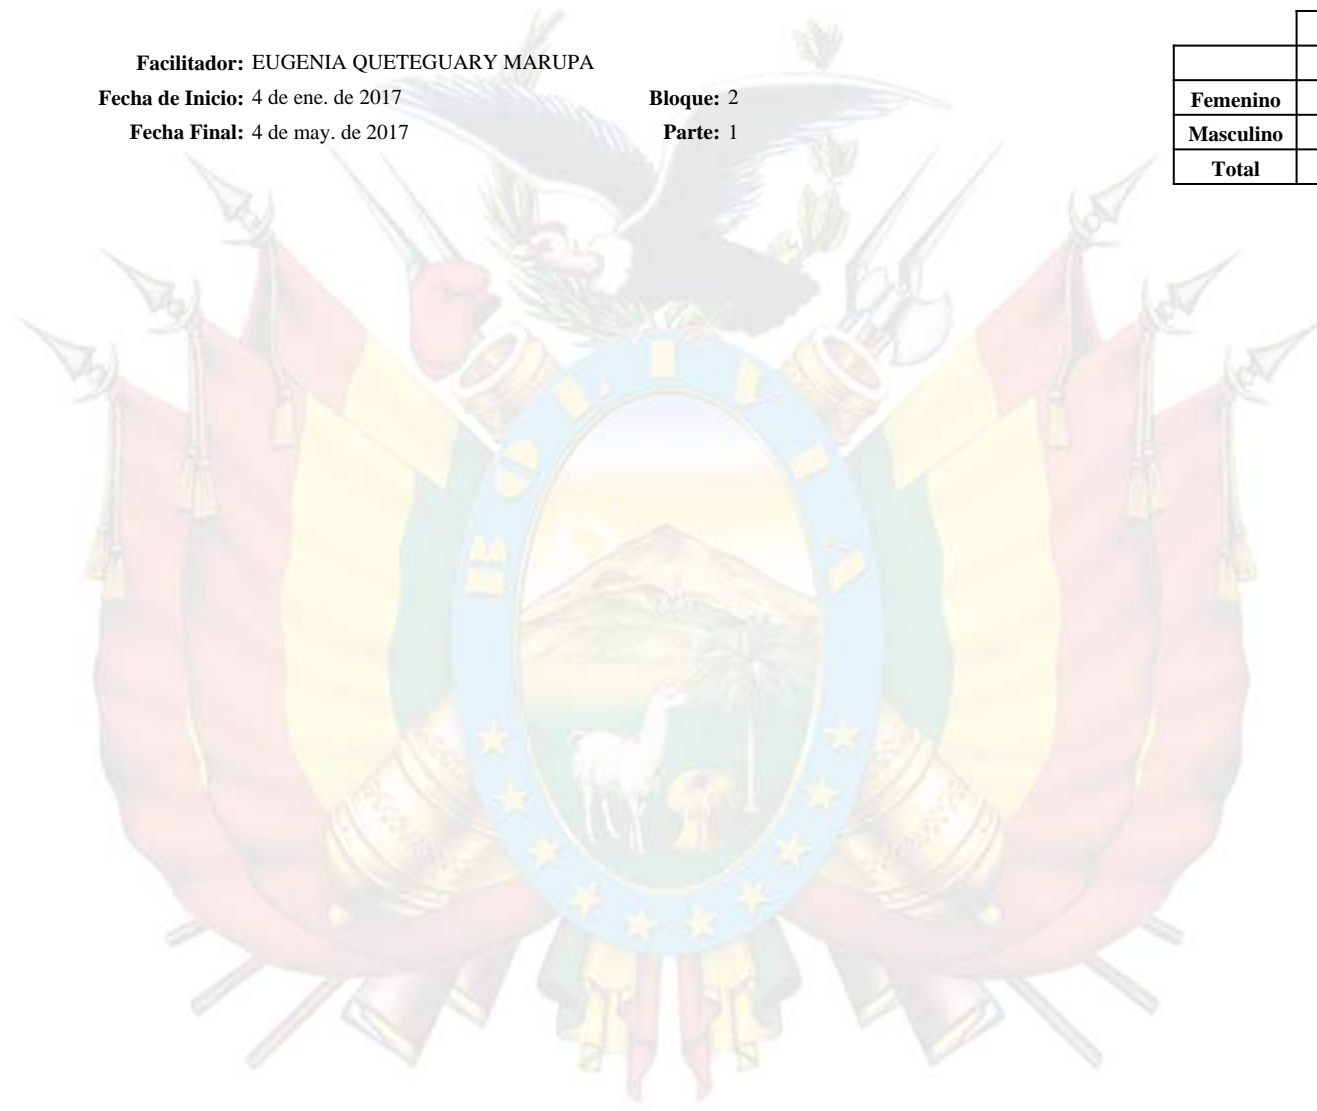 Facilitador: EUGENIA QUETEGUARY MARUPA
Fecha de Inicio: 4 de ene. de 2017 Bloque: 2
Fecha Final: 4 de may. de 2017 Parte: 1
Femenino
Masculino
Total
BOLIVIA